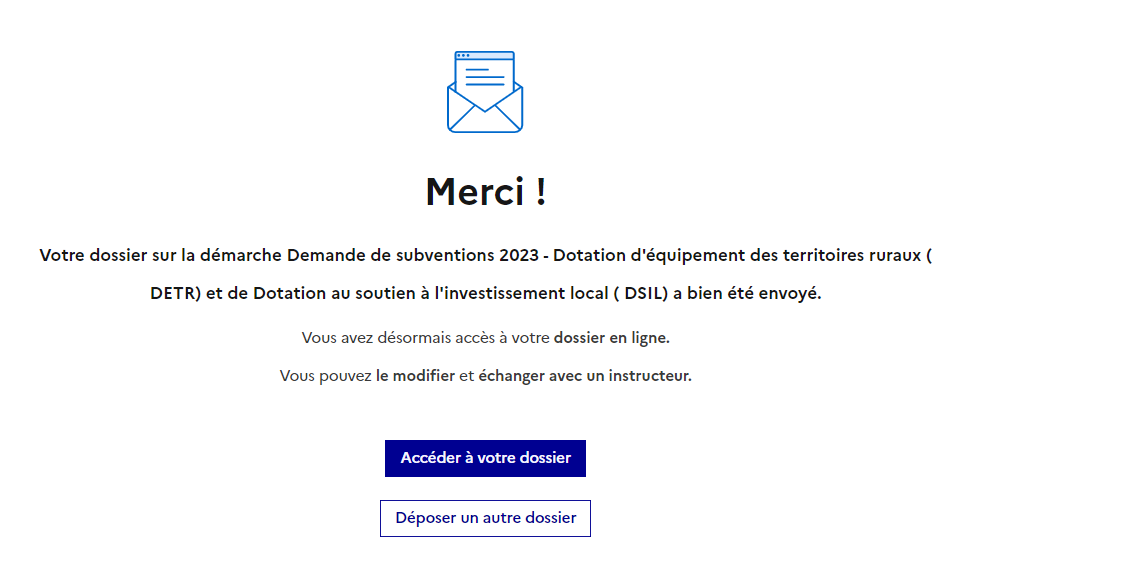 Merci !
Votre dossier sur la démarche Demande de subventions 2023 - Dotation d'équipement des territoires ruraux (
DETR) et de Dotation au soutien à l'investissement local ( DSIL) a bien été envoyé.
Vous avez désormais accès à votre dossier en ligne.
Vous pouvez le modifier et échanger avec un instructeur.
Accéder à votre dossier
Déposer un autre dossier